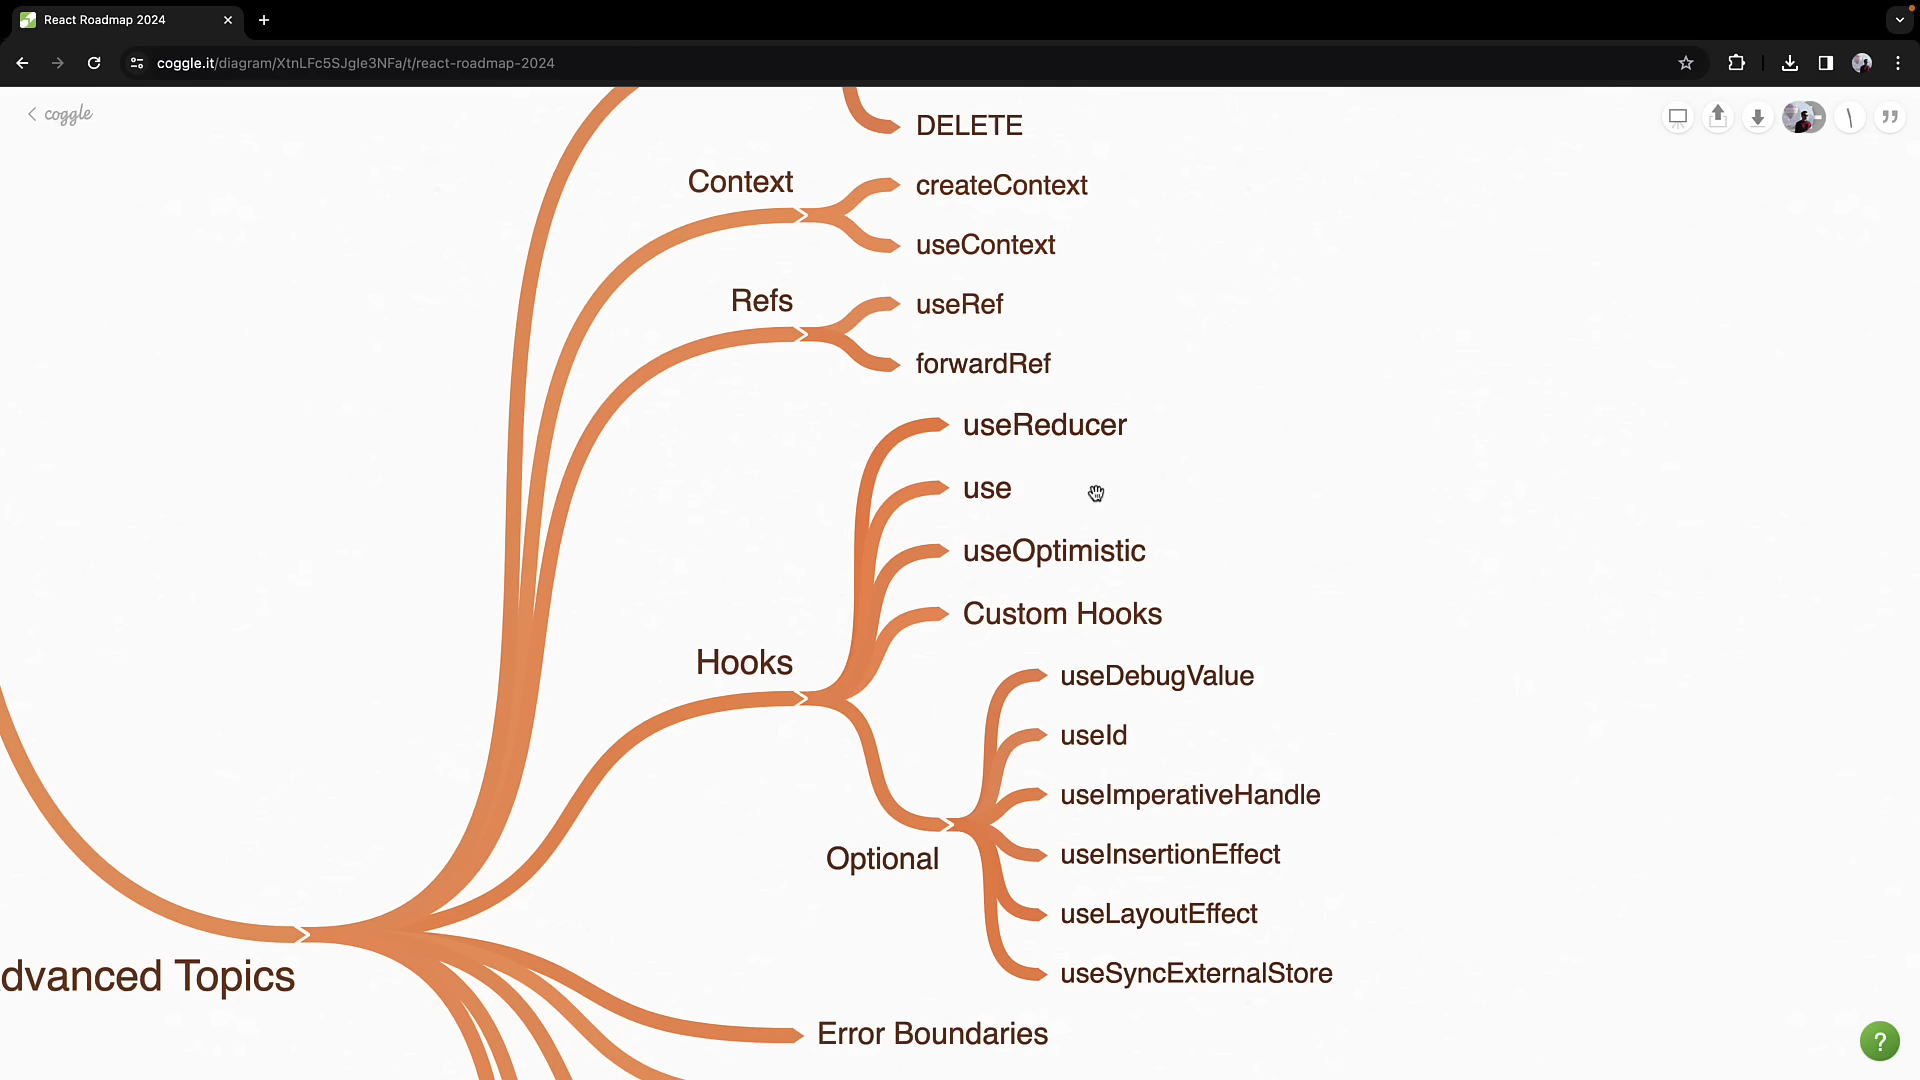 React Roadmap 2024
coggle.it/diagram/XtnLFc5SJgIe3NFa/t/react-roadmap-2024
coggle
DELETE
Context
createContext
useContext
Refs
useRef
forwardRef
useReducer
use
useOptimistic
Custom Hooks
Hooks
useDebugValue
useId
useImperativeHandle
Optional
useInsertionEffect
useLayoutEffect
dvanced Topics
useSyncExternalStore
Error Boundaries
?